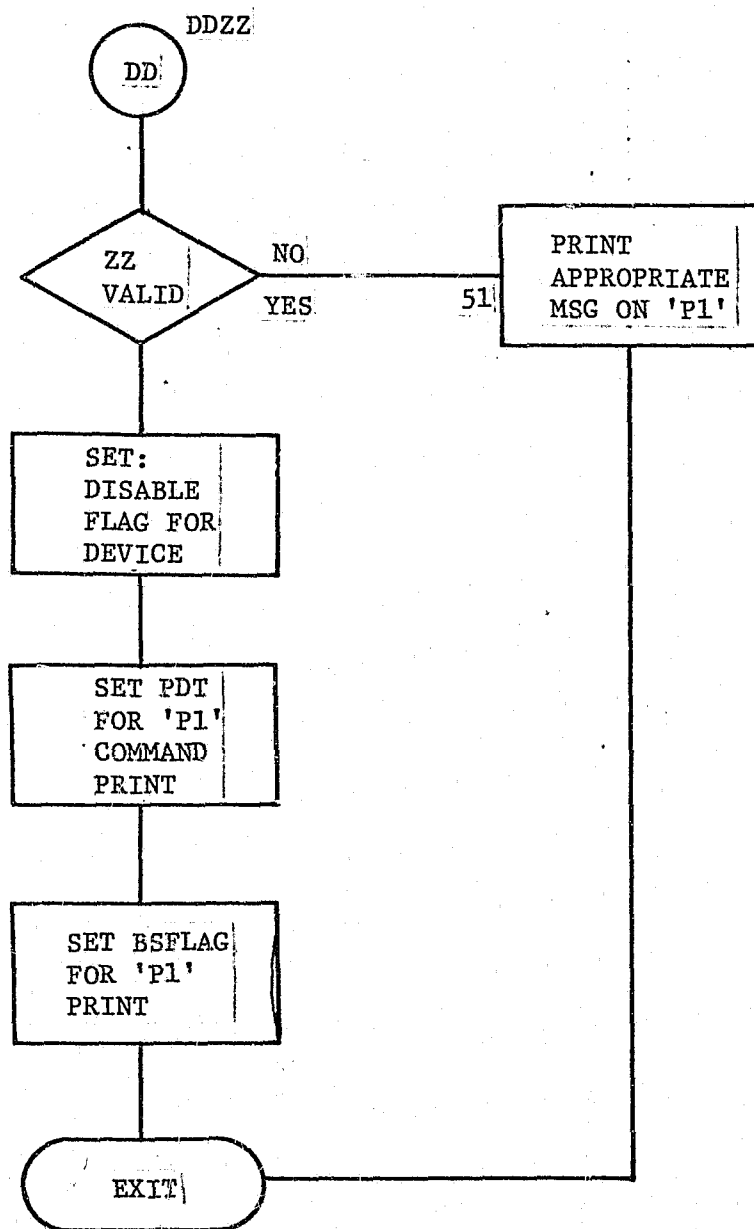 DDZZ
DD
ZZ
VALID
NO
YES
51
PRINT
APPROPRIATE
MSG ON 'P1'
SET:
DISABLE
FLAG FOR
DEVICE
SET PDT
FOR 'P1'
COMMAND
PRINT
SET BSFLAG
FOR 'P1'
PRINT
EXIT